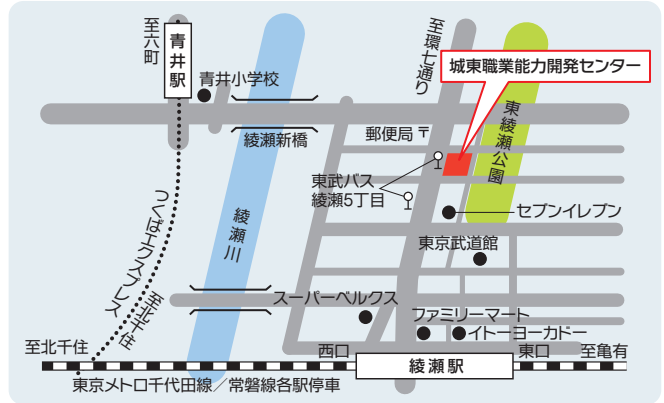 至六町
青井駅
青井小学校
至環七通り
城東職業能力開発センター
綾瀬新橋
郵便局〒
東綾瀬公園
東武バス
綾瀬5丁目
セブンイレブン
つくばエクスプレス
綾瀬川
東京武道館
至北千住
スーパーベルクス
ファミリーマート
イトーヨーカドー
至北千住
西口
綾瀬駅
東口
至亀有
東京メトロ千代田線／常磐線各駅停車